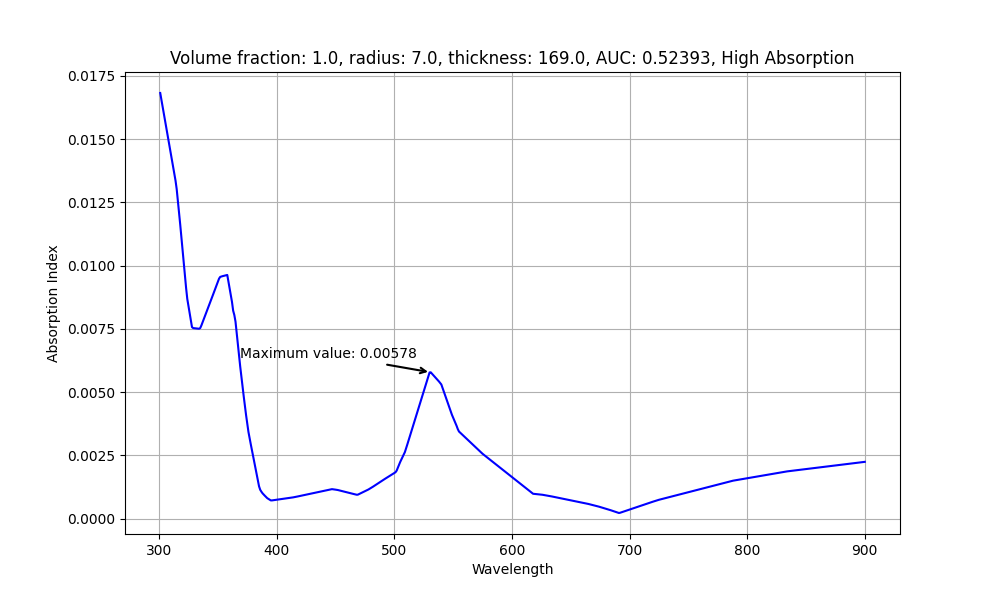 Volume fraction: 1.0, radius: 7.0, thickness: 169.0, AUC: 0.52393, High Absorption
0.0175
0.0150
0.0125
0.0100
0.0075
0.0050
0.0025
0.0000
Absorption Index
Maximum value: 0.00578
300 400 500 600 700 800 900
Wavelength